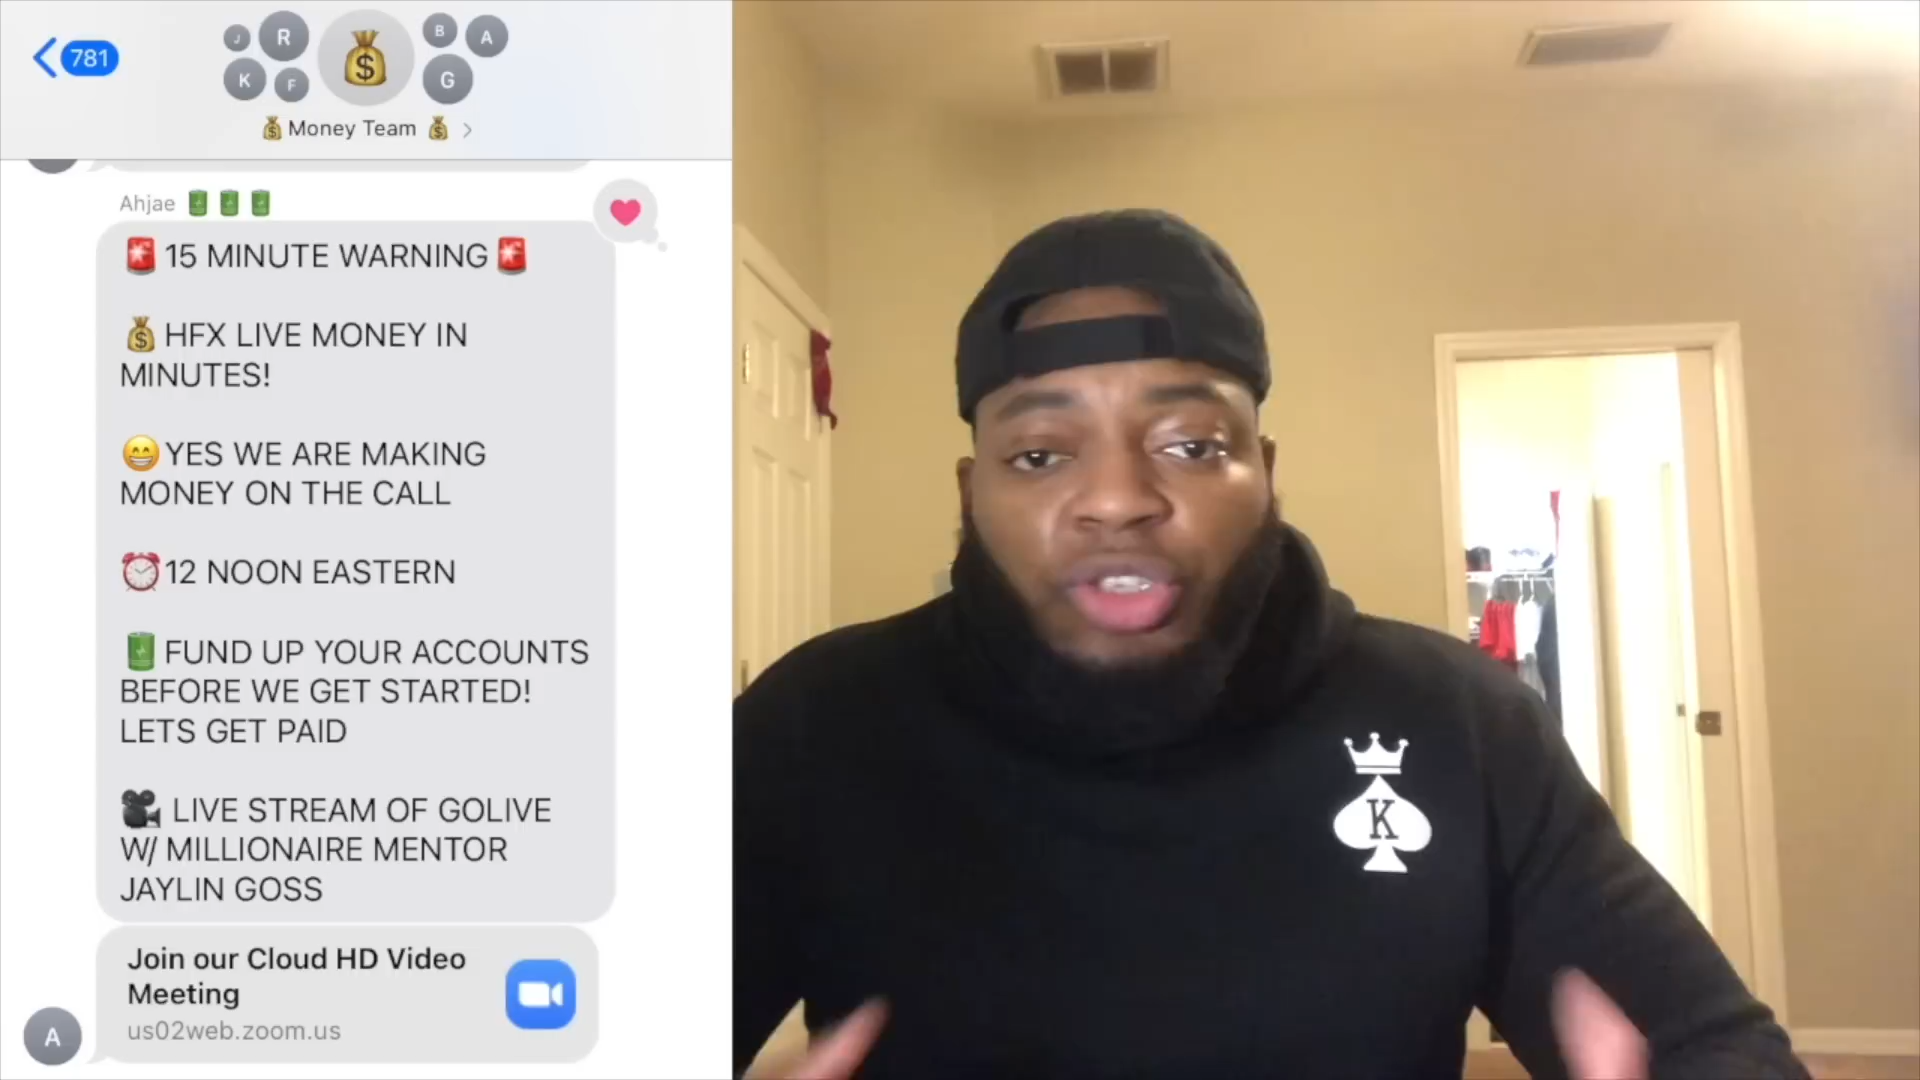 781
J
R
K
F
B
A
G
💰Money Team💰
Ahjae 🔋🔋🔋
🚨15 MINUTE WARNING🚨
💰HFX LIVE MONEY IN
MINUTES!
😁YES WE ARE MAKING
MONEY ON THE CALL
⏰12 NOON EASTERN
🔋FUND UP YOUR ACCOUNTS
BEFORE WE GET STARTED!
LETS GET PAID
🎥 LIVE STREAM OF GOLIVE
W/ MILLIONAIRE MENTOR
JAYLIN GOSS
Join our Cloud HD Video
Meeting
us02web.zoom.us
A
K